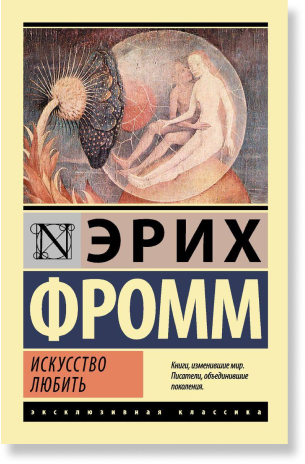 ЭРИХ
ФРОММ
ИСКУССТВО
ЛЮБИТЬ
Книги, изменившие мир.
Писатели, объединившие
поколения.
эксклюзивная классика